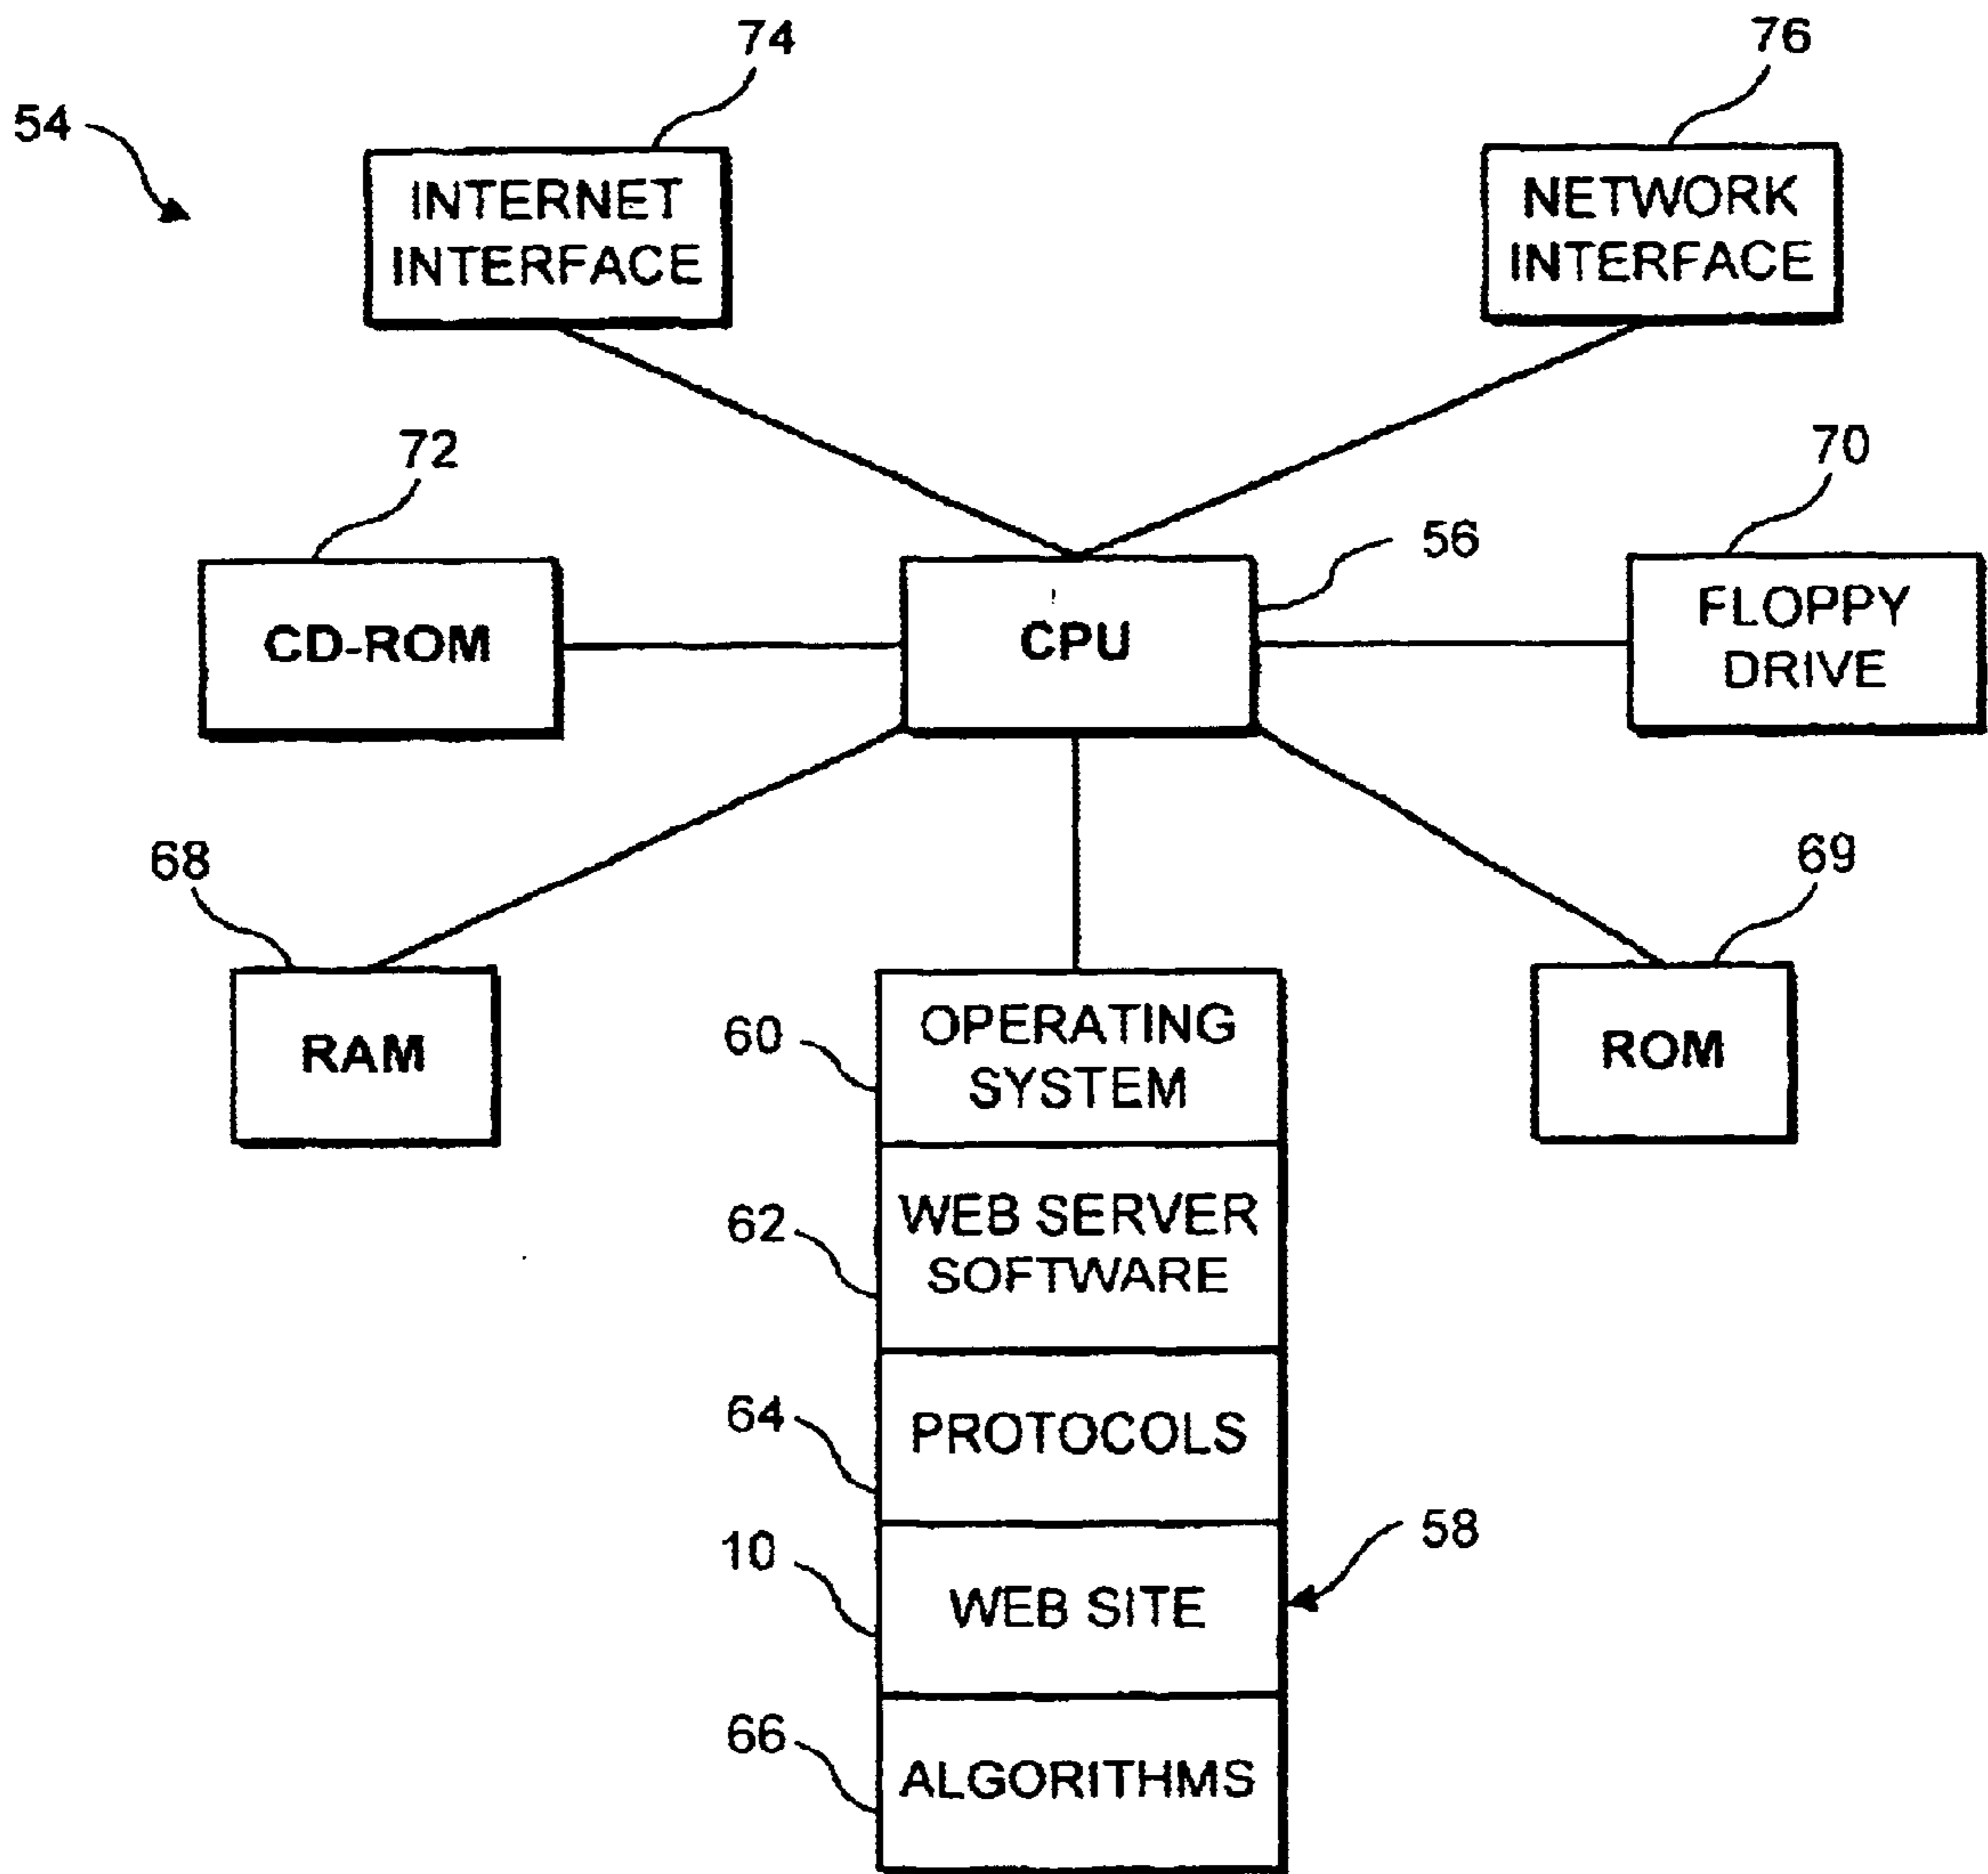 74
76
54
INTERNET
INTERFACE
NETWORK
INTERFACE
72
70
56
CD-ROM
CPU
FLOPPY
DRIVE
68
69
RAM
60
OPERATING
SYSTEM
ROM
62
WEB SERVER
SOFTWARE
64
PROTOCOLS
10
WEB SITE
58
66
ALGORITHMS